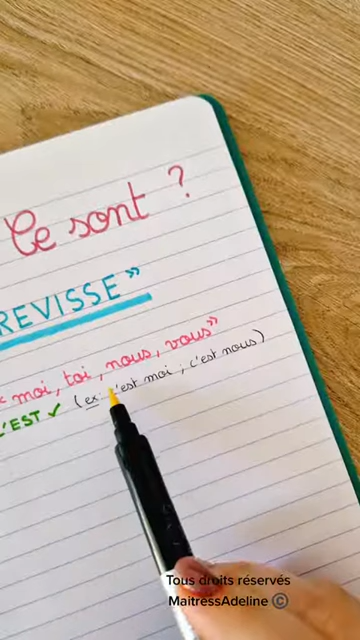 Ce sont ?
REVISSE"
" moi, toi, nous, vous"
C'EST ✓ (ex c'est moi ; c'est nous)
Tous droits réservés
MaitressAdeline ©